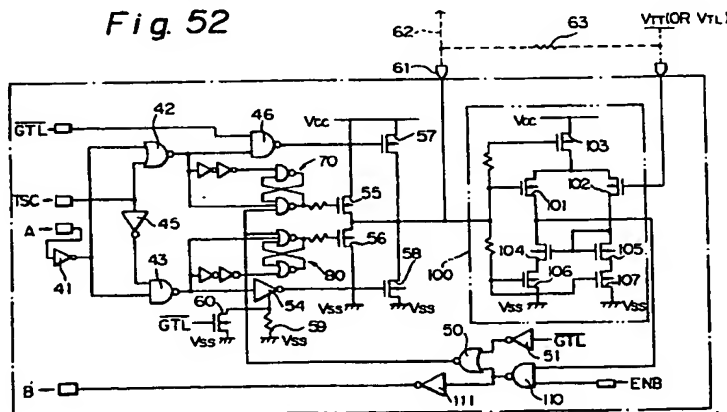 Fig. 52
VTT(OR VTL)
62
63
61
42
46
Vcc
57
Vcc
103
GTL
70
TSC
55
101
102
A
45
56
104
105
41
43
80
58
100
106
107
60
54
GTL
Vss
59
Vss
Vss
Vss
Vss
Vss
50
51
GTL
B
111
110
ENB